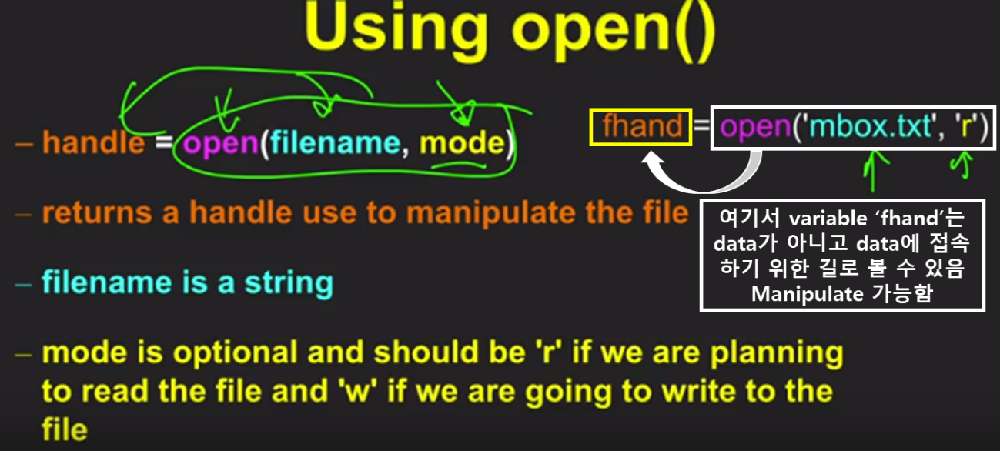 Using open()
– handle = open(filename, mode)
fhand = open('mbox.txt', 'r')
– returns a handle use to manipulate the file
여기서 variable ‘fhand’는
data가 아니고 data에 접속
하기 위한 길로 볼 수 있음
Manipulate 가능함
– filename is a string
– mode is optional and should be 'r' if we are planning
to read the file and 'w' if we are going to write to the
file